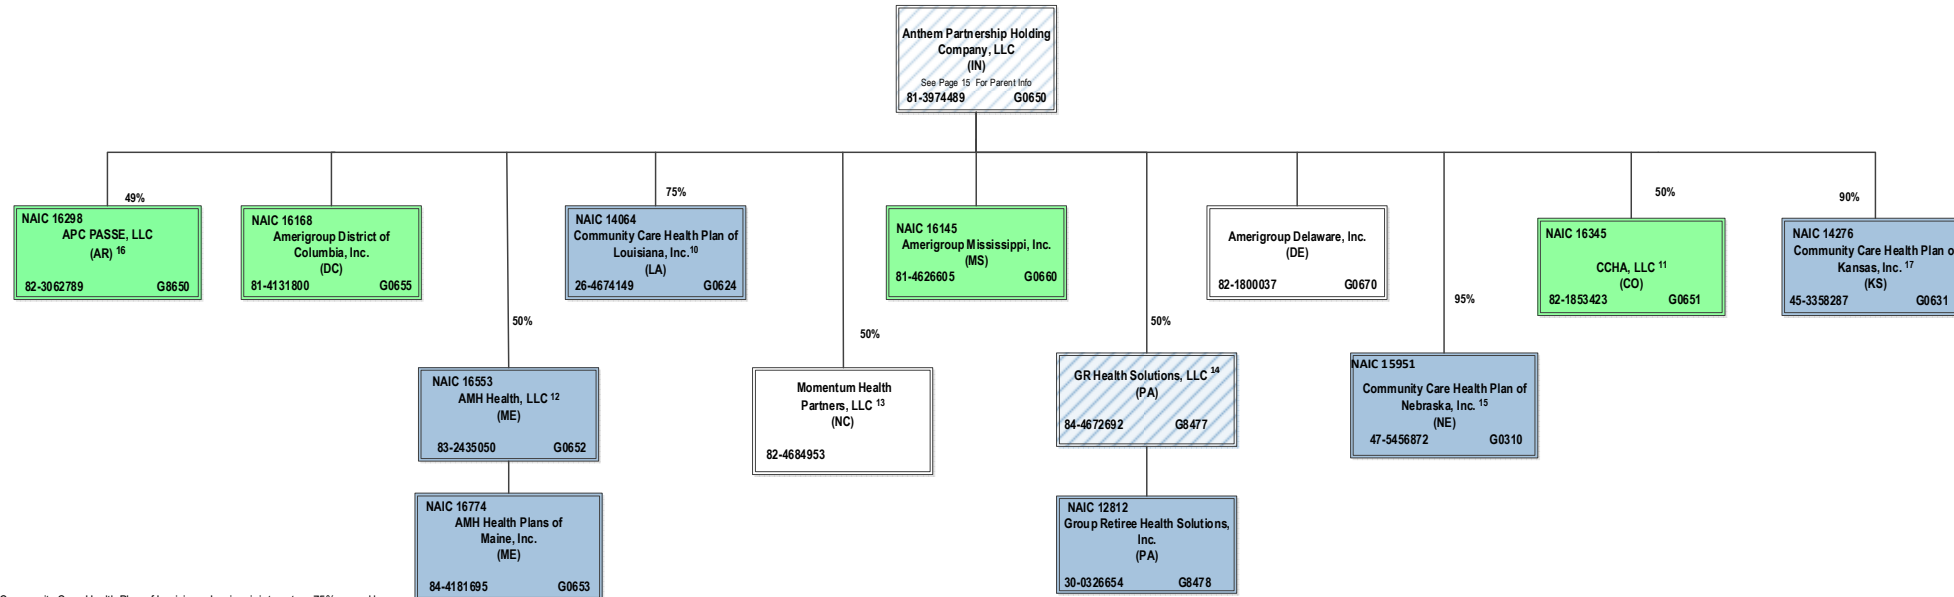 Anthem Partnership Holding
Company, LLC
(IN)
See Page 15 For Parent Info
81-3974489 G0650
49%
NAIC 16298
APC PASSE, LLC
(AR) 16
82-3062789 G8650
NAIC 16168
Amerigroup District of
Columbia, Inc.
(DC)
81-4131800 G0655
75%
NAIC 14064
Community Care Health Plan of
Louisiana, Inc.10
(LA)
26-4674149 G0624
NAIC 16145
Amerigroup Mississippi, Inc.
(MS)
81-4626605 G0660
Amerigroup Delaware, Inc.
(DE)
82-1800037 G0670
50%
NAIC 16345
CCHA, LLC 11
(CO)
82-1853423 G0651
90%
NAIC 14276
Community Care Health Plan o
Kansas, Inc. 17
(KS)
45-3358287 G0631
50%
NAIC 16553
AMH Health, LLC 12
(ME)
83-2435050 G0652
50%
Momentum Health
Partners, LLC 13
(NC)
82-4684953
50%
GR Health Solutions, LLC 14
(PA)
84-4672692 G8477
95%
NAIC 15951
Community Care Health Plan of
Nebraska, Inc. 15
(NE)
47-5456872 G0310
NAIC 16774
AMH Health Plans of
Maine, Inc.
(ME)
84-4181695 G0653
NAIC 12812
Group Retiree Health Solutions,
Inc.
(PA)
30-0326654 G8478